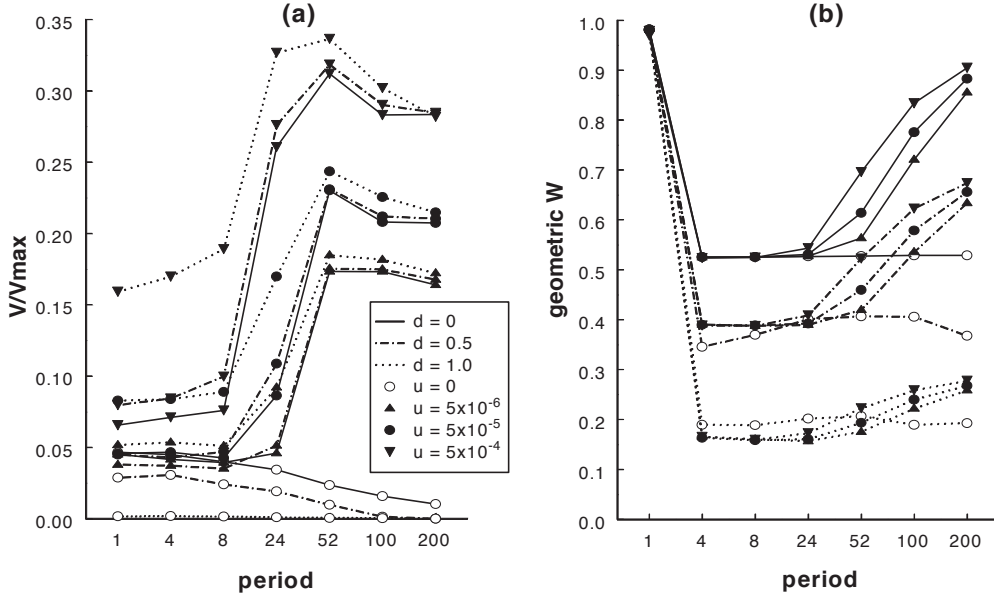 (a)
0.35
0.30
0.25
0.20
0.15
0.10
0.05
0.00
V/Vmax
1 4 8 24 52 100 200
period
d = 0
d = 0.5
d = 1.0
u = 0
u = 5x10-6
u = 5x10-5
u = 5x10-4
(b)
1.0
0.9
0.8
0.7
0.6
0.5
0.4
0.3
0.2
0.1
0.0
geometric W
1 4 8 24 52 100 200
period